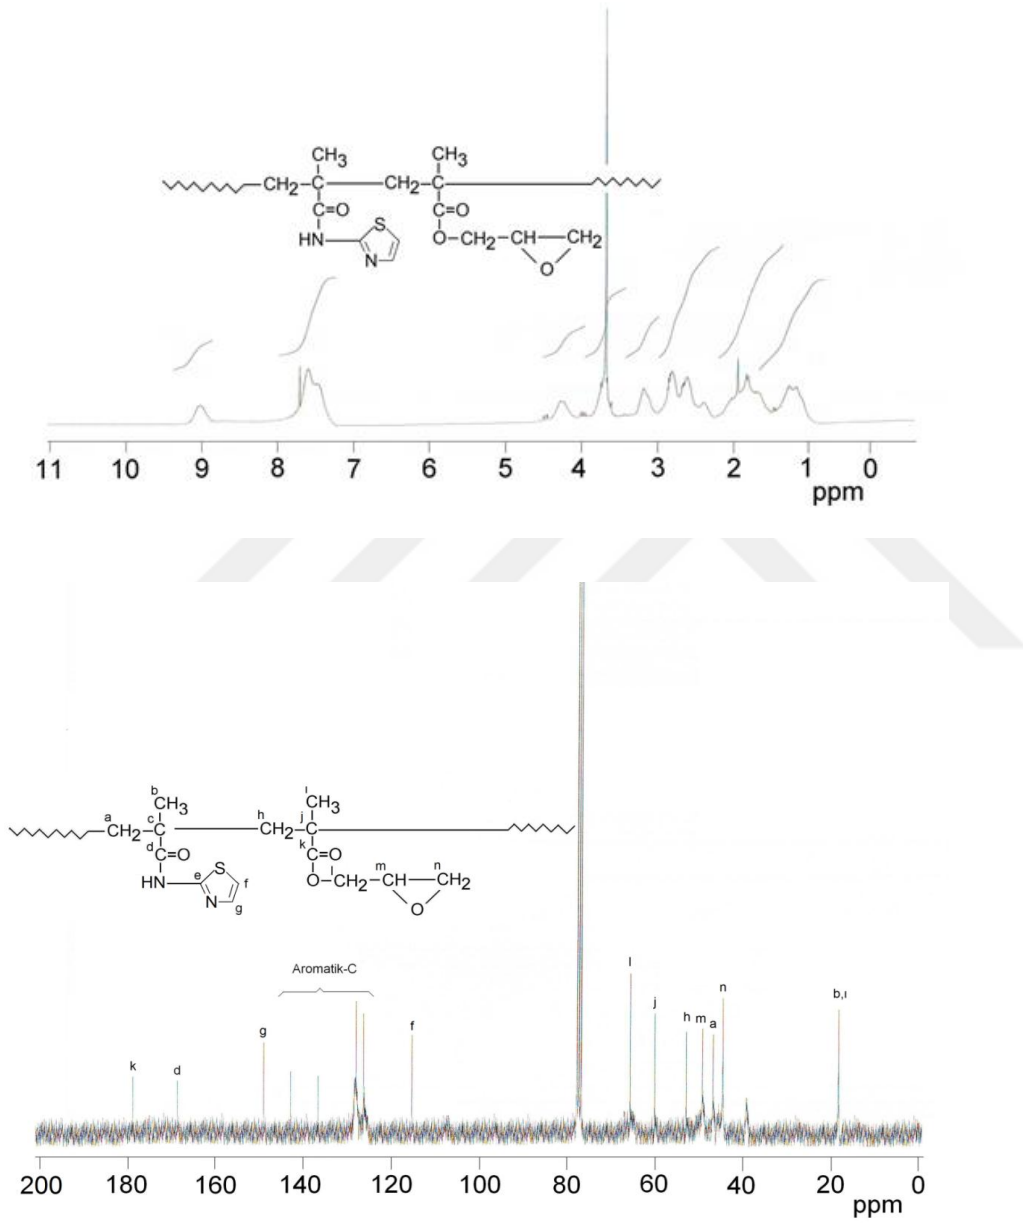 CH3 CH3
CH2 CH2
C=O C=O
HN S N O-CH2-CH-CH2
O
11 10 9 8 7 6 5 4 3 2 1 0
ppm
b CH3 ı CH3
a CH2 c h CH2 j
d C=O k C O
HN e S f O l CH2 m CH n CH2
N g O
Aromatik-C
k d g f l j h m a n b,ı
200 180 160 140 120 100 80 60 40 20 0
ppm